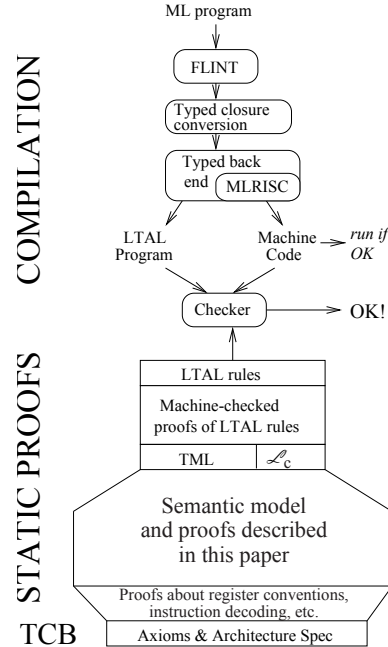 ML program
FLINT
Typed closure
conversion
Typed back
end
MLRISC
LTAL
Program
Machine
Code
run if
OK
Checker
OK!
COMPILATION
LTAL rules
Machine-checked
proofs of LTAL rules
TML
ℒc
Semantic model
and proofs described
in this paper
Proofs about register conventions,
instruction decoding, etc.
STATIC PROOFS
TCB
Axioms & Architecture Spec